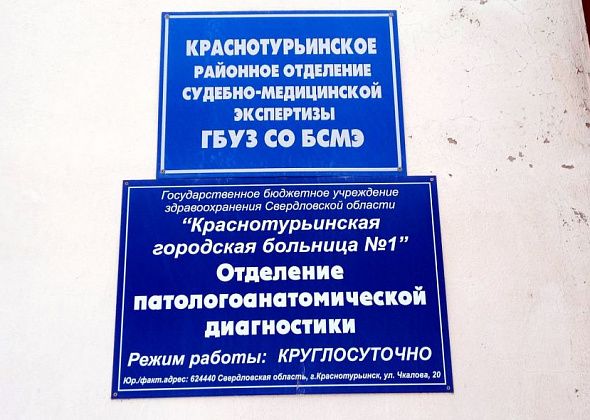 КРАСНОТУРЬИНСКОЕ
РАЙОННОЕ ОТДЕЛЕНИЕ
СУДЕБНО-МЕДИЦИНСКОЙ
ЭКСПЕРТИЗЫ
ГБУЗ СО БСМЭ
Государственное бюджетное учреждение
здравоохранения Свердловской области
"Краснотурьинская
городская больница №1"
Отделение
патологоанатомической
диагностики
Режим работы: КРУГЛОСУТОЧНО
Юр./факт.адрес: 624440 Свердловская область, г.Краснотурьинск, ул. Чкалова, 20